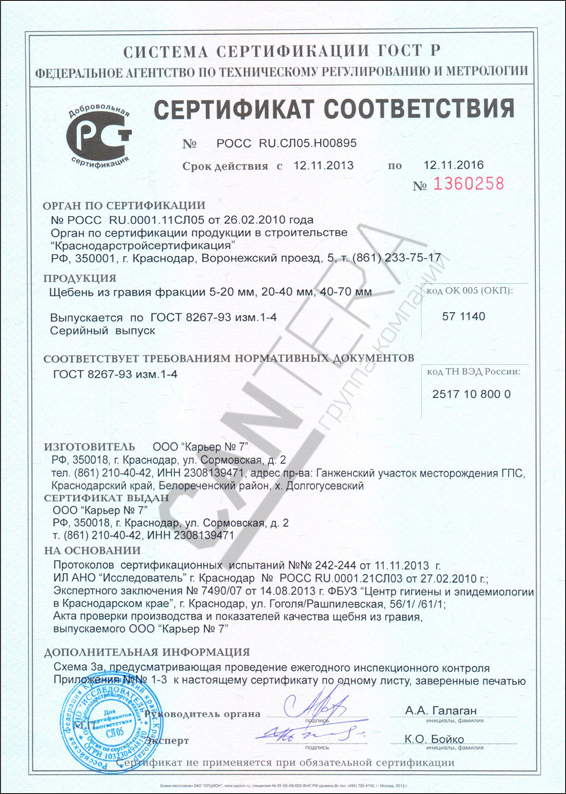 СИСТЕМА СЕРТИФИКАЦИИ ГОСТ Р
ФЕДЕРАЛЬНОЕ АГЕНТСТВО ПО ТЕХНИЧЕСКОМУ РЕГУЛИРОВАНИЮ И МЕТРОЛОГИИ
Добровольная
РСТ
сертификация
СЕРТИФИКАТ СООТВЕТСТВИЯ
№ РОСС RU.СЛ05.Н00895
Срок действия с 12.11.2013 по 12.11.2016
№ 1360258
ОРГАН ПО СЕРТИФИКАЦИИ
№ РОСС RU.0001.11СЛ05 от 26.02.2010 года
Орган по сертификации продукции в строительстве
"Краснодарстройсертификация"
РФ, 350001, г. Краснодар, Воронежский проезд, 5, т. (861) 233-75-17
ПРОДУКЦИЯ
Щебень из гравия фракции 5-20 мм, 20-40 мм, 40-70 мм
код ОК 005 (ОКП):
Выпускается по ГОСТ 8267-93 изм.1-4
57 1140
Серийный выпуск
СООТВЕТСТВУЕТ ТРЕБОВАНИЯМ НОРМАТИВНЫХ ДОКУМЕНТОВ
код ТН ВЭД России:
ГОСТ 8267-93 изм.1-4
2517 10 800 0
CANTERA
группа компаний
ИЗГОТОВИТЕЛЬ ООО "Карьер № 7"
РФ, 350018, г. Краснодар, ул. Сормовская, д. 2
тел. (861) 210-40-42, ИНН 2308139471, адрес пр-ва: Ганженский участок месторождения ГПС,
Краснодарский край, Белореченский район, х. Долгогусевский
СЕРТИФИКАТ ВЫДАН
ООО "Карьер № 7"
РФ, 350018, г. Краснодар, ул. Сормовская, д. 2
т. (861) 210-40-42, ИНН 2308139471
НА ОСНОВАНИИ
Протоколов сертификационных испытаний №№ 242-244 от 11.11.2013 г.
ИЛ АНО "Исследователь" г. Краснодар № РОСС RU.0001.21СЛ03 от 27.02.2010 г.;
Экспертного заключения № 7490/07 от 14.08.2013 г. ФБУЗ "Центр гигиены и эпидемиологии
в Краснодарском крае", г. Краснодар, ул. Гоголя/Рашпилевская, 56/1/ /61/1;
Акта проверки производства и показателей качества щебня из гравия,
выпускаемого ООО "Карьер № 7"
ДОПОЛНИТЕЛЬНАЯ ИНФОРМАЦИЯ
Схема 3а, предусматривающая проведение ежегодного инспекционного контроля
Приложения №№ 1-3 к настоящему сертификату по одному листу, заверенные печатью
Для
сертификатов
соответствия
СЛ05
М.П.
Руководитель органа
подпись
А.А. Галаган
инициалы, фамилия
Эксперт
подпись
К.О. Бойко
инициалы, фамилия
Сертификат не применяется при обязательной сертификации